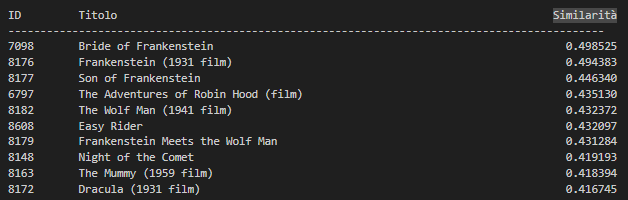 ID Titolo Similarità
--------------------------------------------------------------------------------------------
7098 Bride of Frankenstein 0.498525
8176 Frankenstein (1931 film) 0.494383
8177 Son of Frankenstein 0.446340
6797 The Adventures of Robin Hood (film) 0.435130
8182 The Wolf Man (1941 film) 0.432372
8608 Easy Rider 0.432097
8179 Frankenstein Meets the Wolf Man 0.431284
8148 Night of the Comet 0.419193
8163 The Mummy (1959 film) 0.418394
8172 Dracula (1931 film) 0.416745